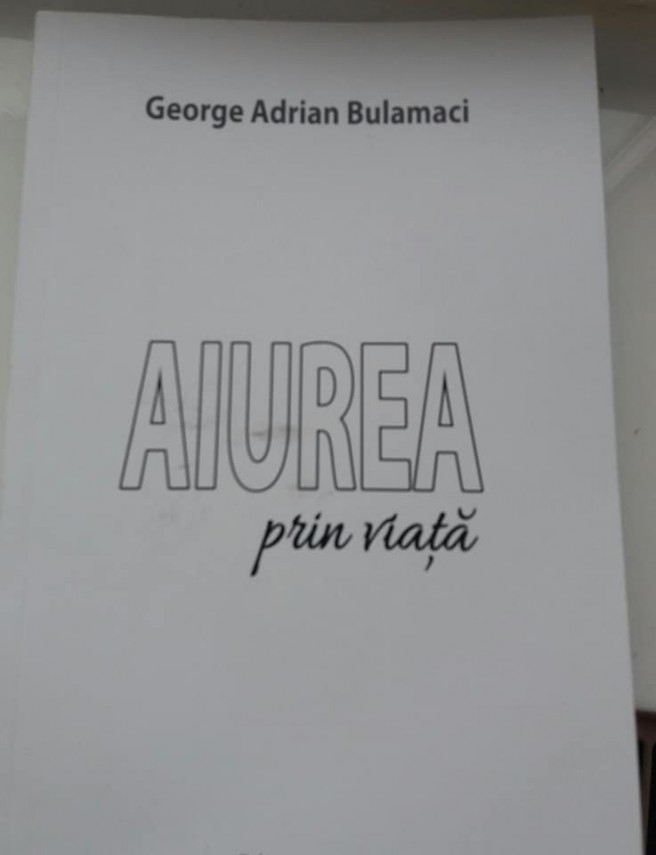 George Adrian Bulamaci
AIUREA
prin viață